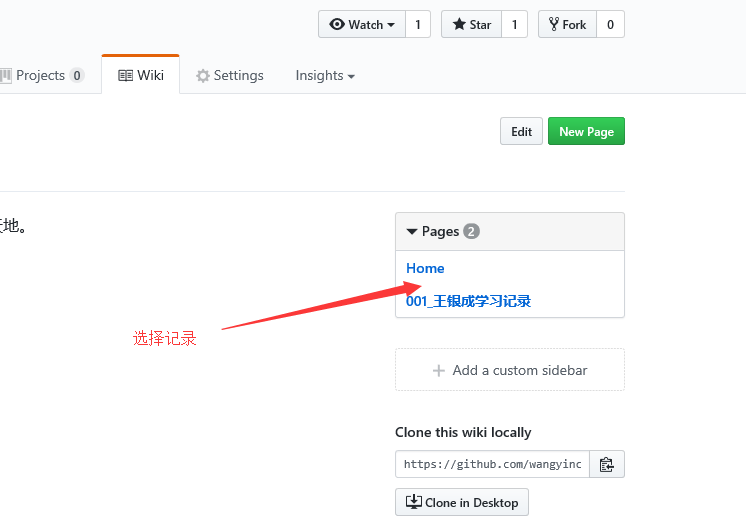 Watch 1 Star 1 Fork 0
Projects 0 Wiki Settings Insights
Edit New Page
地。
Pages 2
Home
001_王银成学习记录
选择记录
Add a custom sidebar
Clone this wiki locally
https://github.com/wangyinc
Clone in Desktop